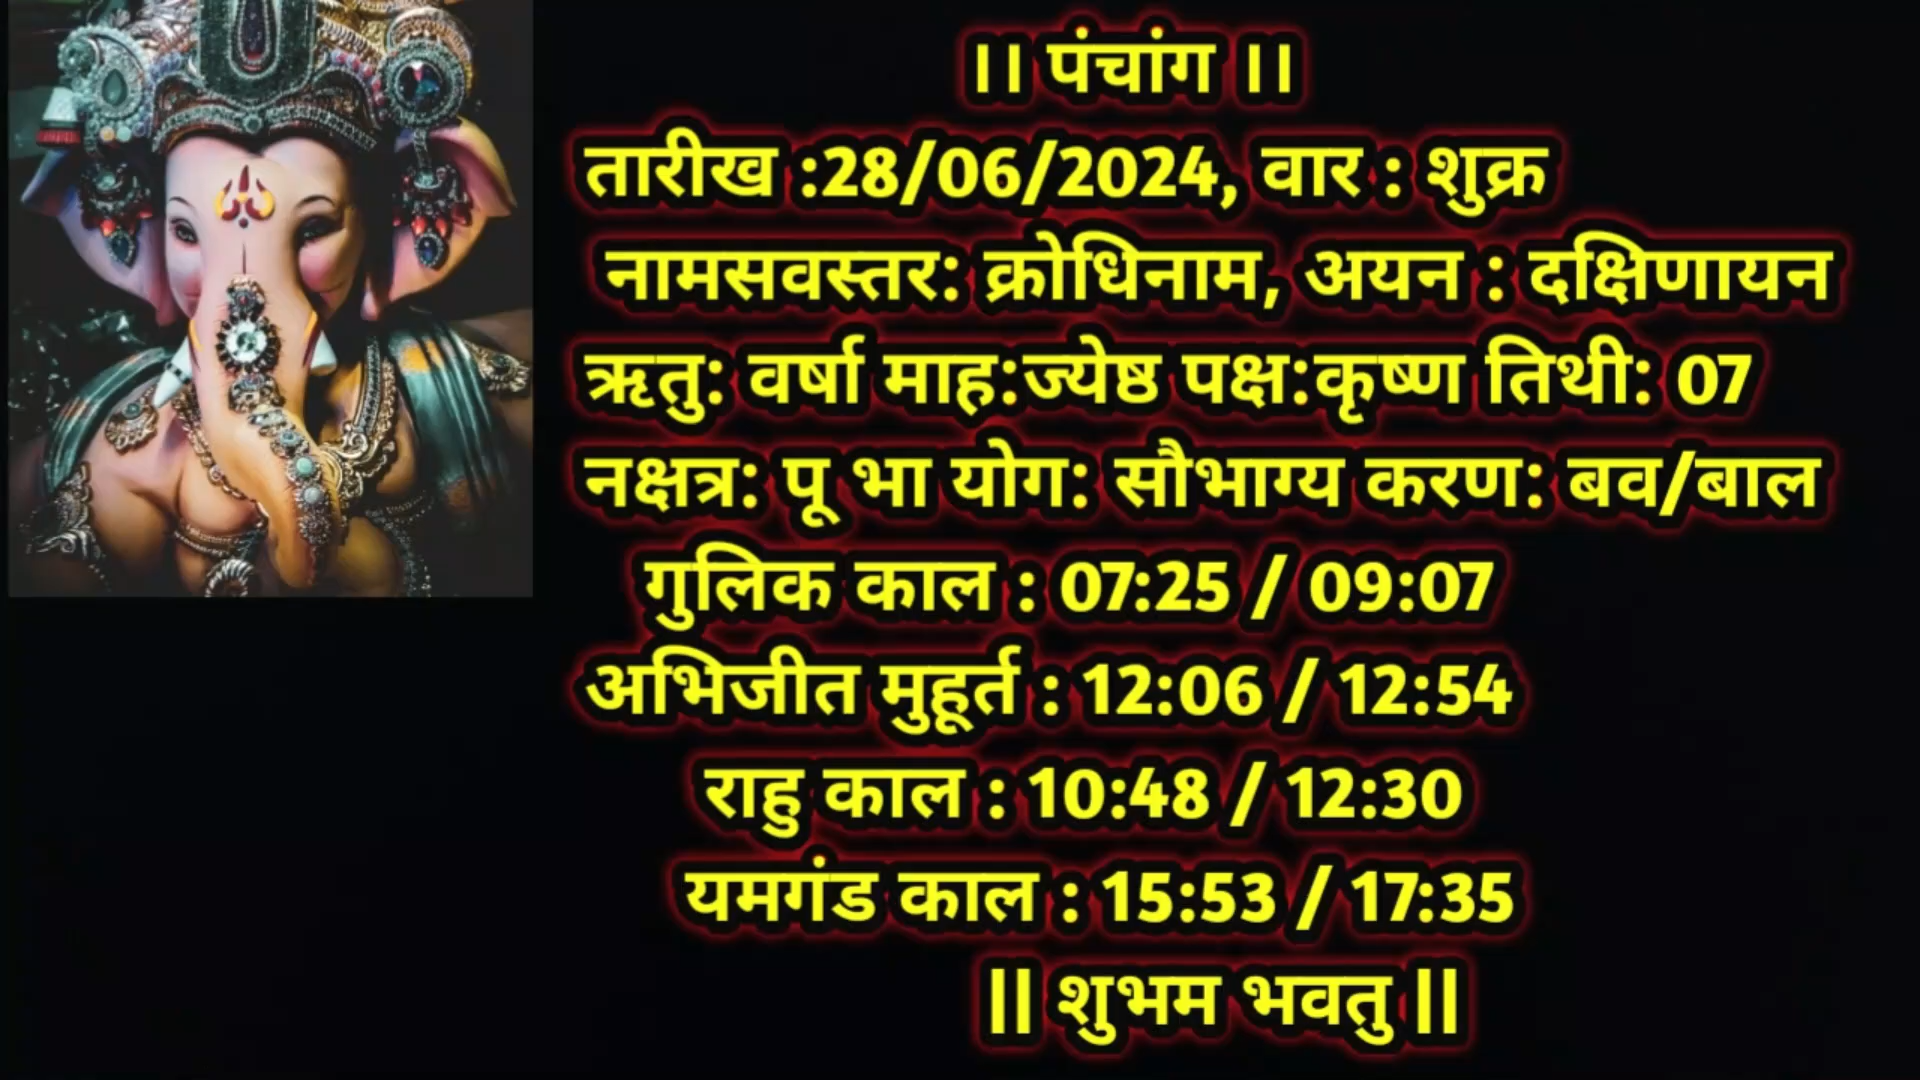 ।। पंचांग ।।
तारीख :28/06/2024, वार : शुक्र
नामसवस्तर: क्रोधिनाम, अयन : दक्षिणायन
ऋतु: वर्षा माह:ज्येष्ठ पक्ष:कृष्ण तिथी: 07
नक्षत्र: पू भा योग: सौभाग्य करण: बव/बाल
गुलिक काल : 07:25 / 09:07
अभिजीत मुहूर्त : 12:06 / 12:54
राहु काल : 10:48 / 12:30
यमगंड काल : 15:53 / 17:35
|| शुभम भवतु ||